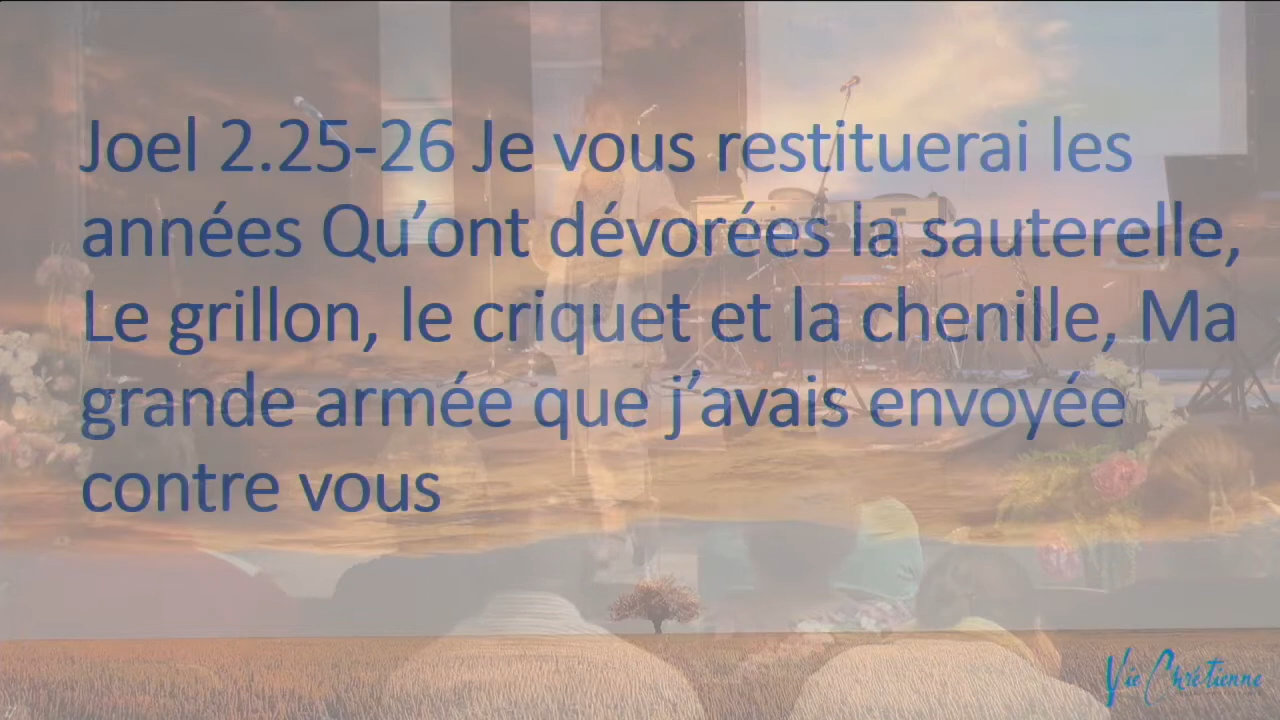 Joel 2.25-26 Je vous restituerai les
années Qu’ont dévorées la sauterelle,
Le grillon, le criquet et la chenille, Ma
grande armée que j’avais envoyée
contre vous
Vie Chrétienne